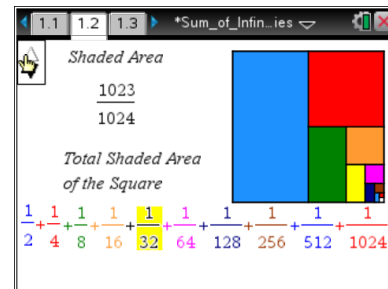 1.1 1.2 1.3 *Sum_of_Infin…ies
Shaded Area
1023
1024
Total Shaded Area
of the Square
1/2+1/4+1/8+1/16+1/32+1/64+1/128+1/256+1/512+1/1024